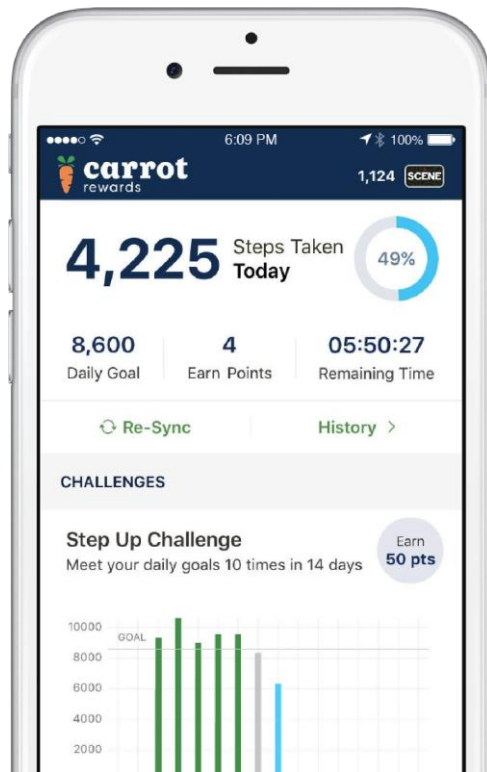 6:09 PM
100%
carrot
rewards
1,124 SCENE
4,225 Steps Taken Today
49%
8,600 4 05:50:27
Daily Goal Earn Points Remaining Time
Re-Sync History >
CHALLENGES
Step Up Challenge
Meet your daily goals 10 times in 14 days
Earn
50 pts
10000
GOAL
8000
6000
4000
2000